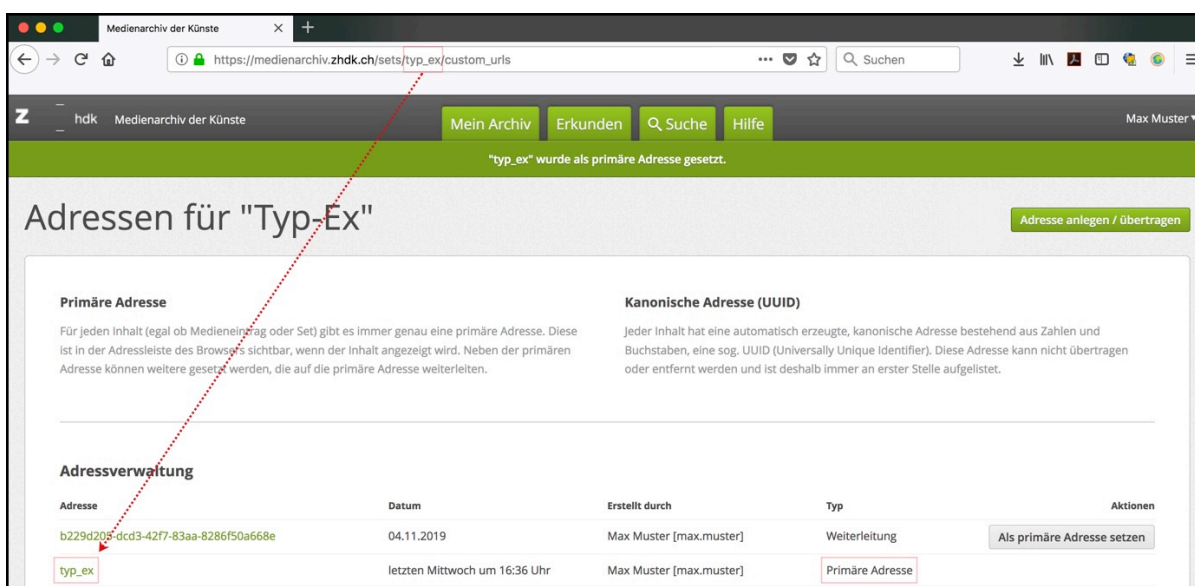 Medienarchiv der Künste
https://medienarchiv.zhdk.ch/sets/typ_ex/custom_urls
Suchen
Z hdk Medienarchiv der Künste
Mein Archiv Erkunden Suche Hilfe
Max Muster
"typ_ex" wurde als primäre Adresse gesetzt.
Adressen für "Typ-Ex"
Adresse anlegen / übertragen
Primäre Adresse
Für jeden Inhalt (egal ob Medieneintrag oder Set) gibt es immer genau eine primäre Adresse. Diese
ist in der Adressleiste des Browsers sichtbar, wenn der Inhalt angezeigt wird. Neben der primären
Adresse können weitere gesetzt werden, die auf die primäre Adresse weiterleiten.
Kanonische Adresse (UUID)
Jeder Inhalt hat eine automatisch erzeugte, kanonische Adresse bestehend aus Zahlen und
Buchstaben, eine sog. UUID (Universally Unique Identifier). Diese Adresse kann nicht übertragen
oder entfernt werden und ist deshalb immer an erster Stelle aufgelistet.
Adressverwaltung
Adresse Datum Erstellt durch Typ Aktionen
b229d205-dcd3-42f7-83aa-8286f50a668e 04.11.2019 Max Muster [max.muster] Weiterleitung Als primäre Adresse setzen
typ_ex letzten Mittwoch um 16:36 Uhr Max Muster [max.muster] Primäre Adresse